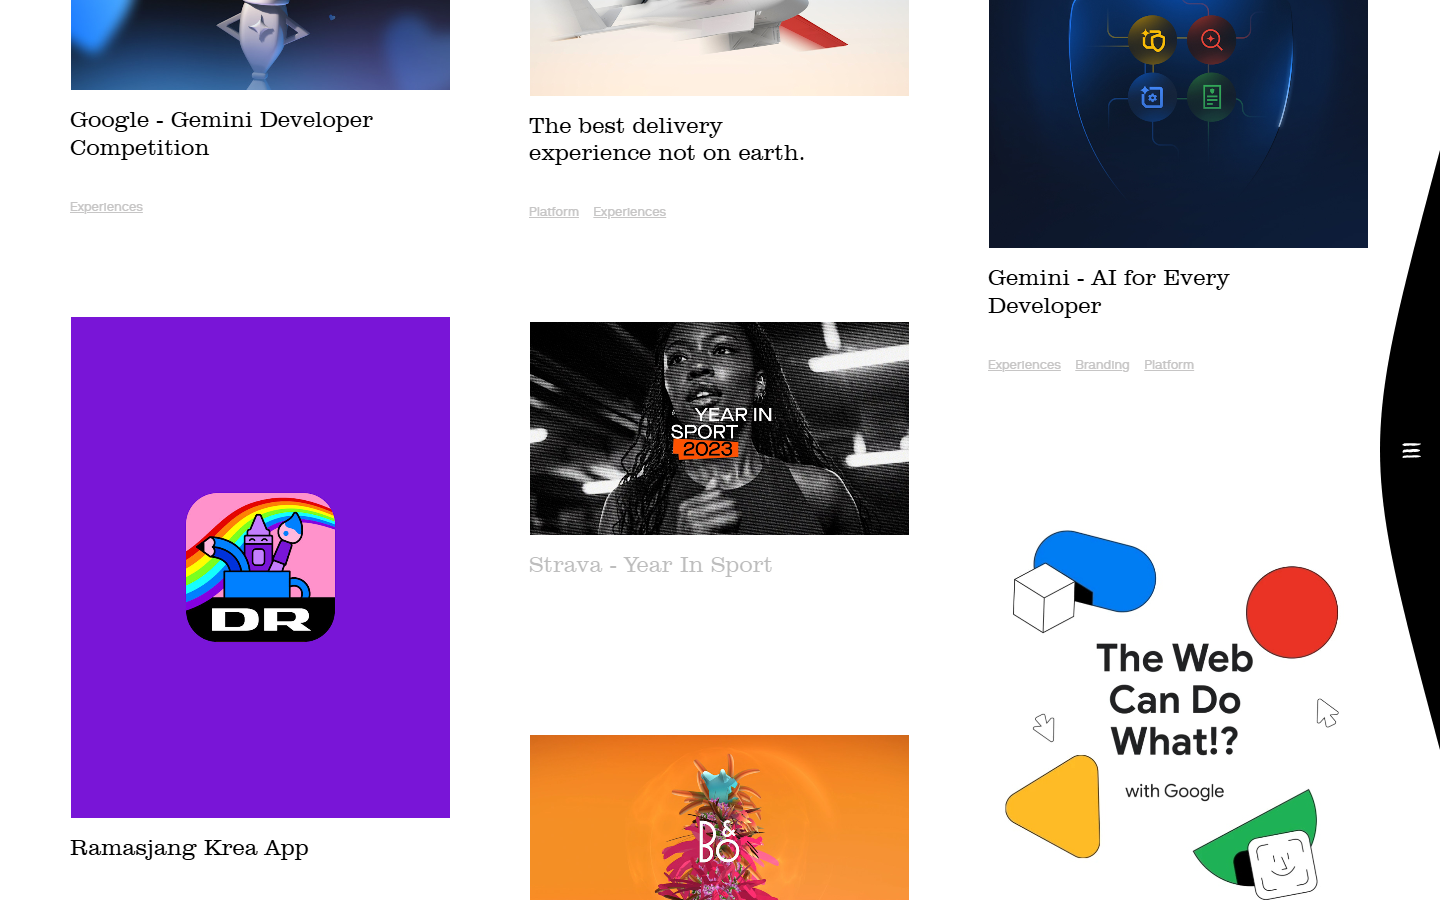 Google - Gemini Developer
Competition
Experiences
The best delivery
experience not on earth.
Platform Experiences
Gemini - AI for Every
Developer
Experiences Branding Platform
DR
Ramasjang Krea App
YEAR IN
SPORT
2023
Strava - Year In Sport
B&
BO
The Web
Can Do
What!?
with Google